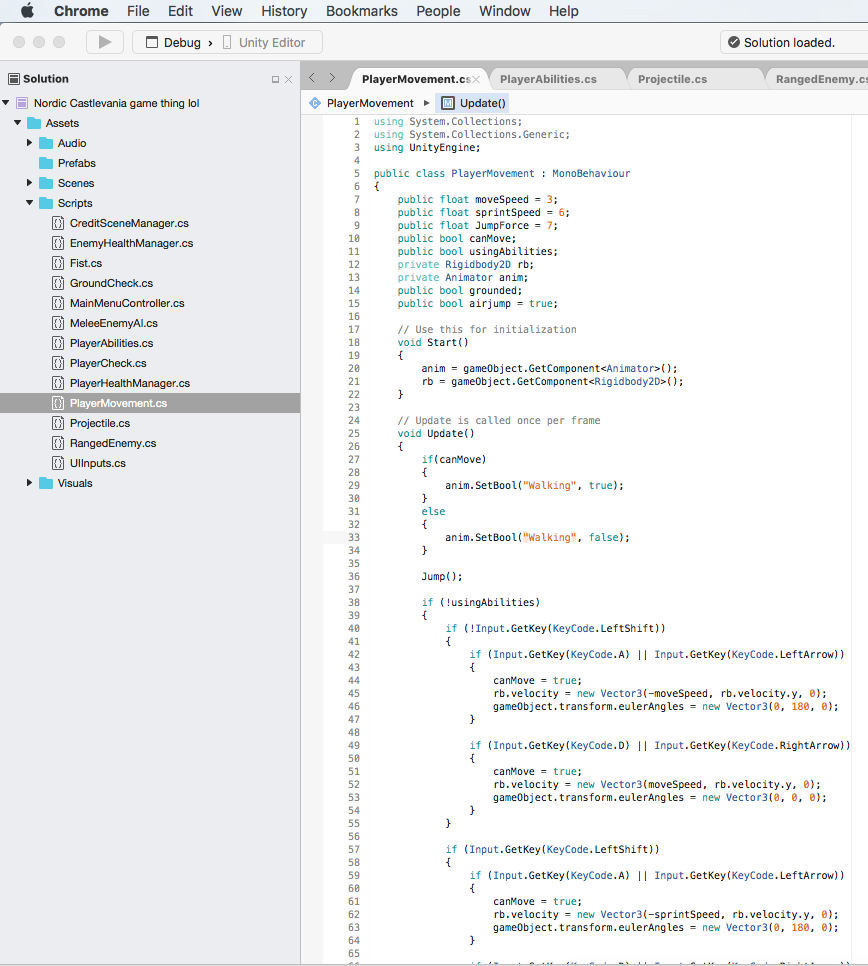 Chrome File Edit View History Bookmarks People Window Help
Debug › Unity Editor
Solution loaded.
Solution
Nordic Castlevania game thing lol
Assets
Audio
Prefabs
Scenes
Scripts
CreditSceneManager.cs
EnemyHealthManager.cs
Fist.cs
GroundCheck.cs
MainMenuController.cs
MeleeEnemyAI.cs
PlayerAbilities.cs
PlayerCheck.cs
PlayerHealthManager.cs
PlayerMovement.cs
Projectile.cs
RangedEnemy.cs
UIInputs.cs
Visuals
PlayerMovement.cs PlayerAbilities.cs Projectile.cs RangedEnemy.cs
PlayerMovement Update()
1 using System.Collections;
2 using System.Collections.Generic;
3 using UnityEngine;
4
5 public class PlayerMovement : MonoBehaviour
6 {
7 public float moveSpeed = 3;
8 public float sprintSpeed = 6;
9 public float JumpForce = 7;
10 public bool canMove;
11 public bool usingAbilities;
12 private Rigidbody2D rb;
13 private Animator anim;
14 public bool grounded;
15 public bool airjump = true;
16
17 // Use this for initialization
18 void Start()
19 {
20 anim = gameObject.GetComponent<Animator>();
21 rb = gameObject.GetComponent<Rigidbody2D>();
22 }
23
24 // Update is called once per frame
25 void Update()
26 {
27 if(canMove)
28 {
29 anim.SetBool("Walking", true);
30 }
31 else
32 {
33 anim.SetBool("Walking", false);
34 }
35
36 Jump();
37
38 if (!usingAbilities)
39 {
40 if (!Input.GetKey(KeyCode.LeftShift))
41 {
42 if (Input.GetKey(KeyCode.A) || Input.GetKey(KeyCode.LeftArrow))
43 {
44 canMove = true;
45 rb.velocity = new Vector3(-moveSpeed, rb.velocity.y, 0);
46 gameObject.transform.eulerAngles = new Vector3(0, 180, 0);
47 }
48
49 if (Input.GetKey(KeyCode.D) || Input.GetKey(KeyCode.RightArrow))
50 {
51 canMove = true;
52 rb.velocity = new Vector3(moveSpeed, rb.velocity.y, 0);
53 gameObject.transform.eulerAngles = new Vector3(0, 0, 0);
54 }
55 }
56
57 if (Input.GetKey(KeyCode.LeftShift))
58 {
59 if (Input.GetKey(KeyCode.A) || Input.GetKey(KeyCode.LeftArrow))
60 {
61 canMove = true;
62 rb.velocity = new Vector3(-sprintSpeed, rb.velocity.y, 0);
63 gameObject.transform.eulerAngles = new Vector3(0, 180, 0);
64 }
65